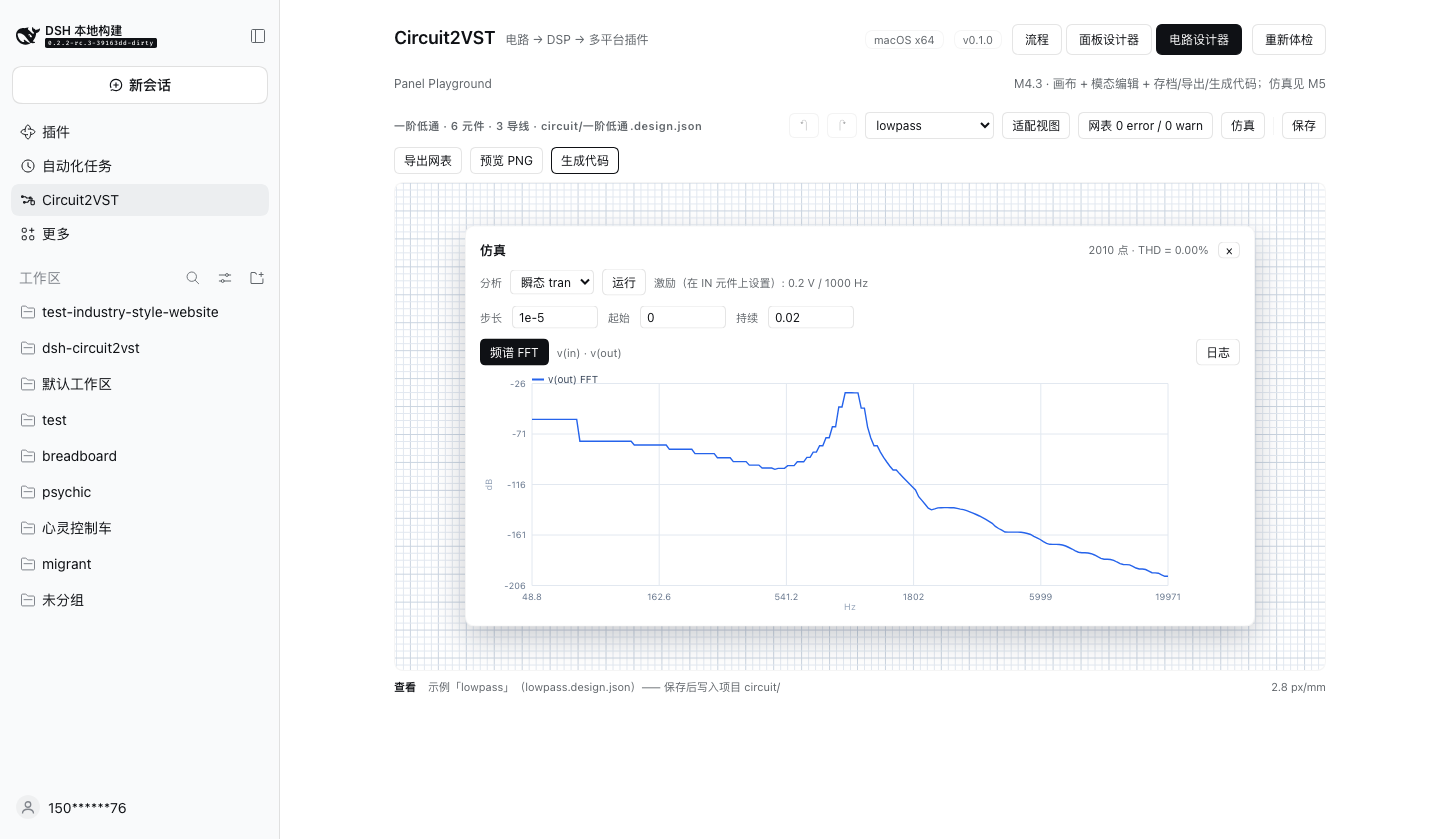 DSH 本地构建
0.2.2-rc.3-39163dd-dirty
新会话
插件
自动化任务
Circuit2VST
更多
工作区
test-industry-style-website
dsh-circuit2vst
默认工作区
test
breadboard
psychic
心灵控制车
migrant
未分组
150******76
Circuit2VST 电路 → DSP → 多平台插件 macOS x64 v0.1.0 流程 面板设计器 电路设计器 重新体检
Panel Playground M4.3 · 画布 + 模态编辑 + 存档/导出/生成代码；仿真见 M5
一阶低通 · 6 元件 · 3 导线 · circuit/一阶低通.design.json lowpass 适配视图 网表 0 error / 0 warn 仿真 保存
导出网表 预览 PNG 生成代码
仿真 2010 点 · THD = 0.00% ×
分析 瞬态 tran 运行 激励（在 IN 元件上设置）: 0.2 V / 1000 Hz
步长 1e-5 起始 0 持续 0.02
频谱 FFT v(in) · v(out) 日志
v(out) FFT
-26
-71
-116
-161
-206
dB
48.8 162.6 541.2 1802 5999 19971
Hz
查看 示例「lowpass」（lowpass.design.json）—— 保存后写入项目 circuit/ 2.8 px/mm